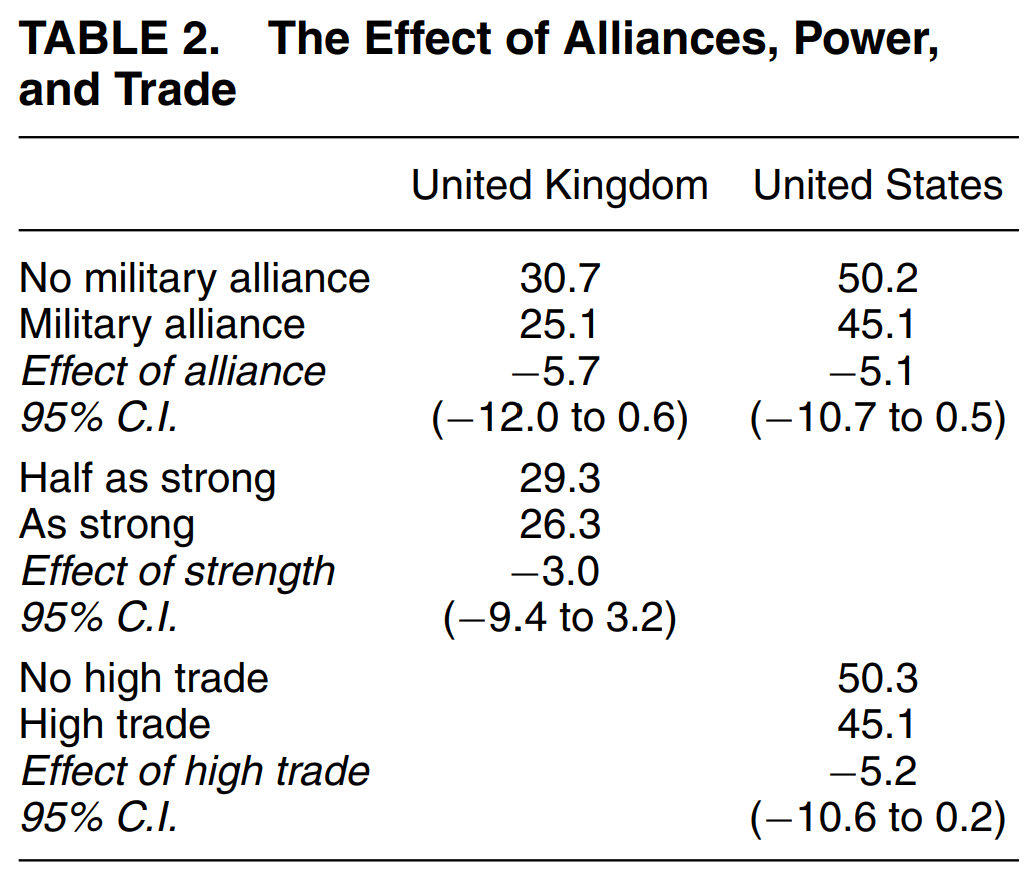 TABLE 2. The Effect of Alliances, Power,
and Trade
United Kingdom United States
No military alliance 30.7 50.2
Military alliance 25.1 45.1
Effect of alliance −5.7 −5.1
95% C.I. (−12.0 to 0.6) (−10.7 to 0.5)
Half as strong 29.3
As strong 26.3
Effect of strength −3.0
95% C.I. (−9.4 to 3.2)
No high trade 50.3
High trade 45.1
Effect of high trade −5.2
95% C.I. (−10.6 to 0.2)